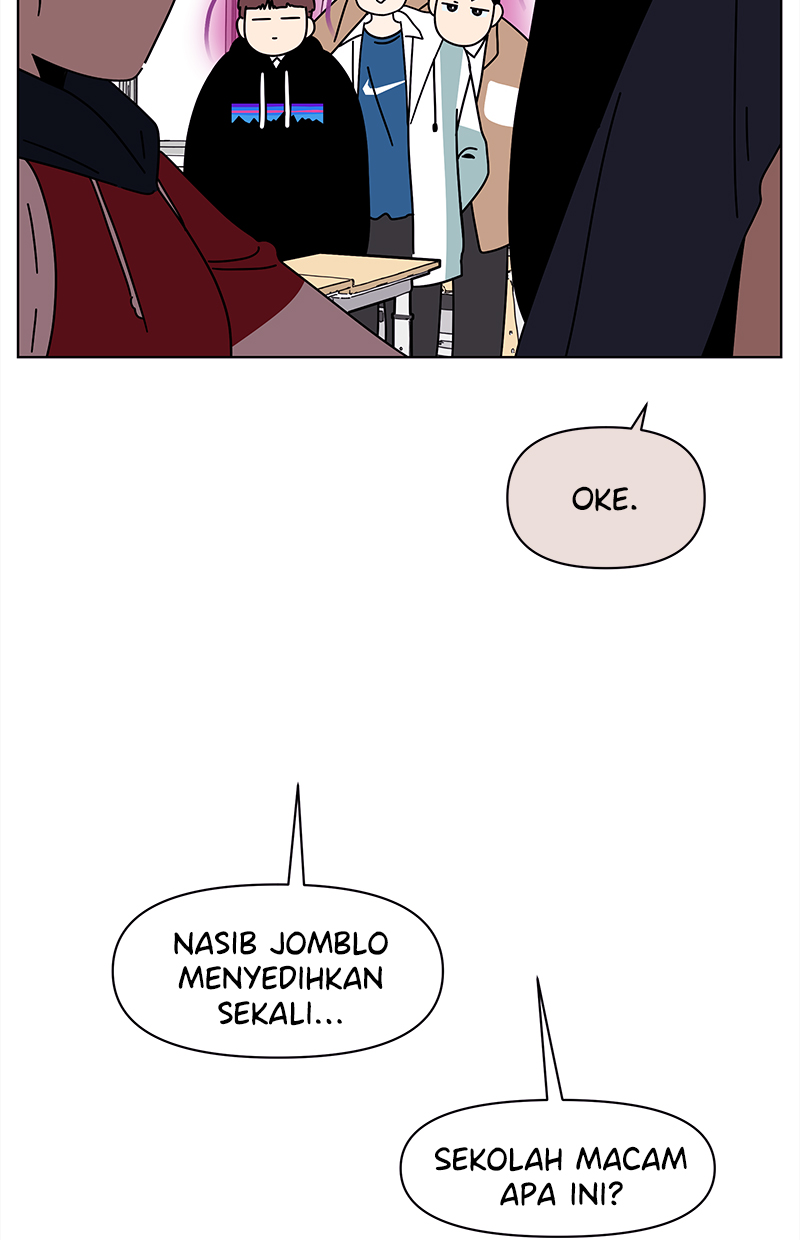 OKE.
NASIB JOMBLO
MENYEDIHKAN
SEKALI...
SEKOLAH MACAM
APA INI?